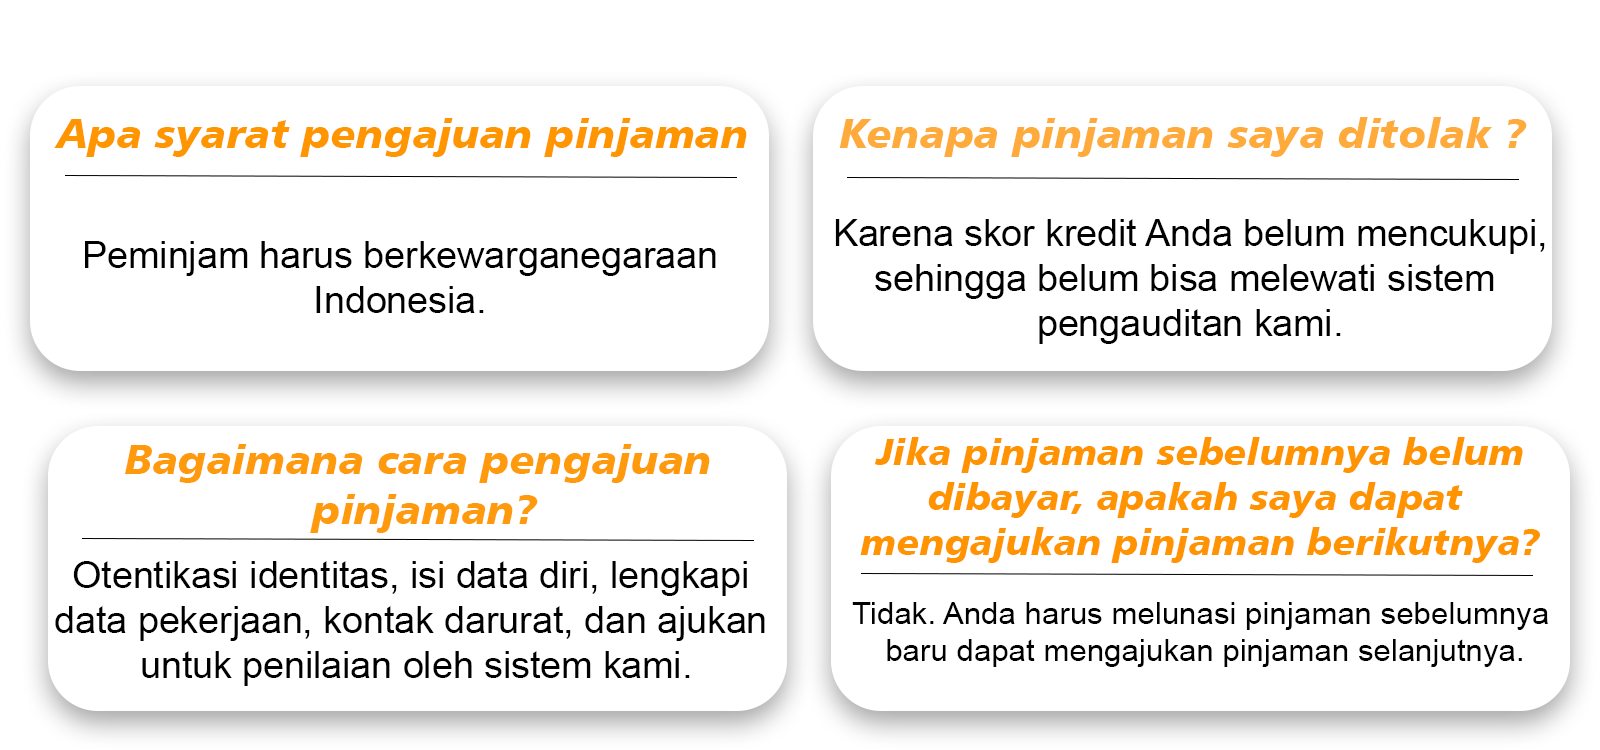 Apa syarat pengajuan pinjaman
Peminjam harus berkewarganegaraan
Indonesia.
Kenapa pinjaman saya ditolak ?
Karena skor kredit Anda belum mencukupi,
sehingga belum bisa melewati sistem
pengauditan kami.
Bagaimana cara pengajuan
pinjaman?
Otentikasi identitas, isi data diri, lengkapi
data pekerjaan, kontak darurat, dan ajukan
untuk penilaian oleh sistem kami.
Jika pinjaman sebelumnya belum
dibayar, apakah saya dapat
mengajukan pinjaman berikutnya?
Tidak. Anda harus melunasi pinjaman sebelumnya
baru dapat mengajukan pinjaman selanjutnya.